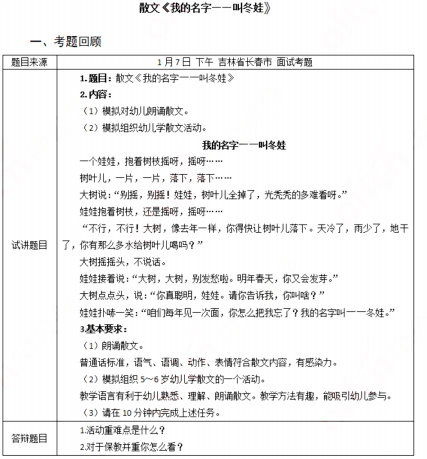 散文《我的名字——叫冬娃》
一、考题回顾
题目来源
1 月 7 日 下午 吉林省长春市 面试考题
试讲题目
1.题目：散文《我的名字——叫冬娃》
2.内容：
（1）模拟对幼儿朗诵散文。
（2）模拟组织幼儿学散文活动。
我的名字——叫冬娃
一个娃娃，抱着树枝摇呀，摇呀……
树叶儿，一片，一片，落下，落下……
大树说：“别摇，别摇！娃娃，树叶儿全掉了，光秃秃的多难看呀。”
娃娃抱着树枝，还是摇呀，摇呀……
“不行，不行！大树，像去年一样，你得快让树叶儿落下。天冷了，雨少了，地干
了，你有那么多水给树叶儿喝吗？”
大树摇摇头，不说话。
娃娃接着说：“大树，大树，别发愁啦。明年春天，你又会发芽。”
大树点点头，说：“你真聪明，娃娃。请你告诉我，你叫啥？”
娃娃扑哧一笑：“咱们每年见一次面，你怎么把我忘了？我的名字叫——冬娃。”
3.基本要求：
（1）朗诵散文。
普通话标准，语气、语调、动作、表情符合散文内容，有感染力。
（2）模拟组织 5～6 岁幼儿学散文的一个活动。
教学语言有利于幼儿熟悉、理解、朗诵散文。教学方法有趣，能吸引幼儿参与。
（3）请在 10 分钟内完成上述任务。
答辩题目
1.活动重难点是什么？
2.对于保教并重你怎么看？